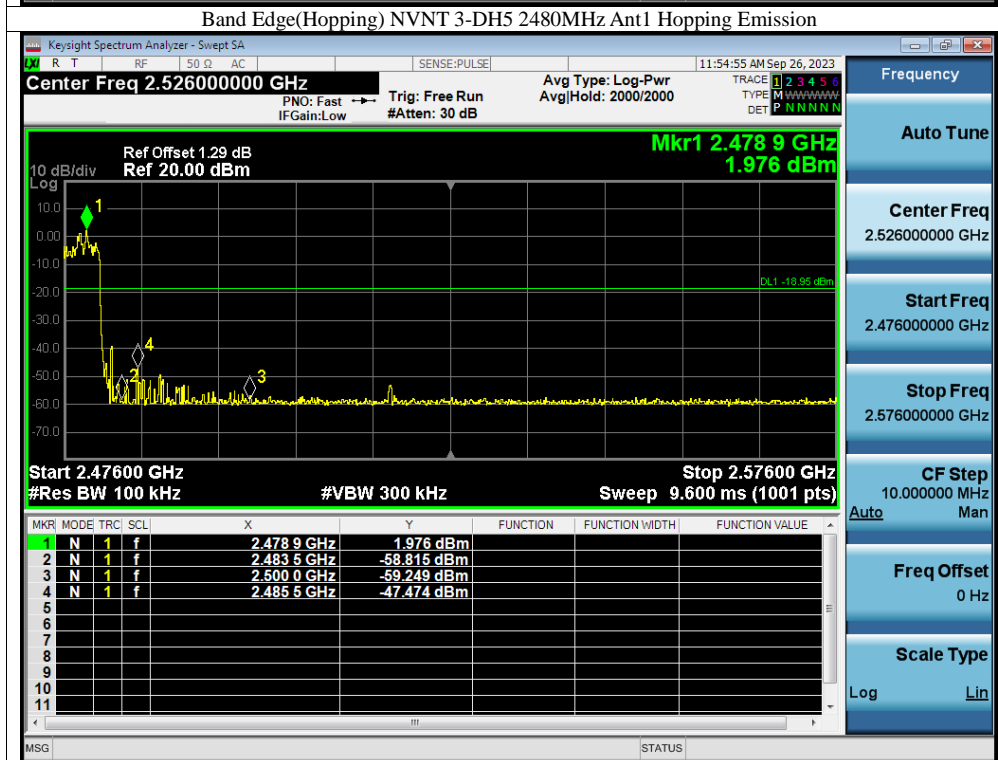 Band Edge(Hopping) NVNT 3-DH5 2480MHz Ant1 Hopping Emission
Keysight Spectrum Analyzer - Swept SA
LXI R T RF 50 Ω AC SENSE:PULSE 11:54:55 AM Sep 26, 2023
Center Freq 2.526000000 GHz
PNO: Fast
IFGain:Low
Trig: Free Run
#Atten: 30 dB
Avg Type: Log-Pwr
Avg|Hold: 2000/2000
TRACE 1 2 3 4 5 6
TYPE M WWWWW
DET P N N N N N
Mkr1 2.478 9 GHz
1.976 dBm
Ref Offset 1.29 dB
10 dB/div Ref 20.00 dBm
Log
10.0
0.00
-10.0
-20.0
-30.0
-40.0
-50.0
-60.0
-70.0
1
2
4
3
DL1 -18.95 dBm
Start 2.47600 GHz Stop 2.57600 GHz
#Res BW 100 kHz #VBW 300 kHz Sweep 9.600 ms (1001 pts)
MKR MODE TRC SCL X Y FUNCTION FUNCTION WIDTH FUNCTION VALUE
1 N 1 f 2.478 9 GHz 1.976 dBm
2 N 1 f 2.483 5 GHz -58.815 dBm
3 N 1 f 2.500 0 GHz -59.249 dBm
4 N 1 f 2.485 5 GHz -47.474 dBm
5
6
7
8
9
10
11
MSG STATUS
Frequency
Auto Tune
Center Freq
2.526000000 GHz
Start Freq
2.476000000 GHz
Stop Freq
2.576000000 GHz
CF Step
10.000000 MHz
Auto Man
Freq Offset
0 Hz
Scale Type
Log Lin